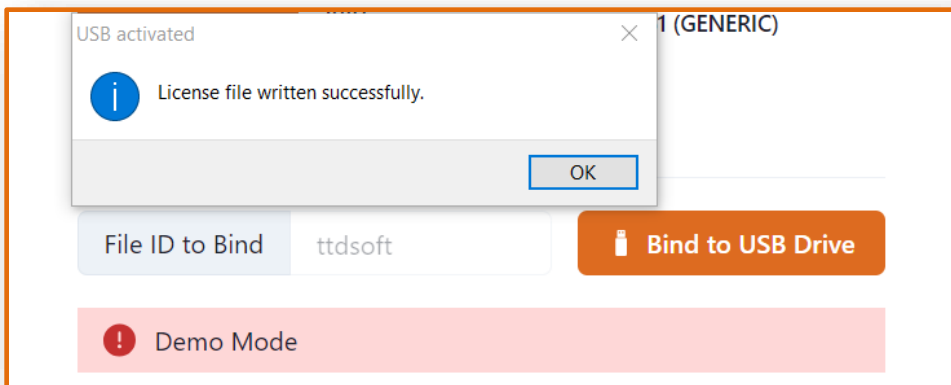 USB activated
1 (GENERIC)
License file written successfully.
OK
File ID to Bind
ttdsoft
Bind to USB Drive
Demo Mode